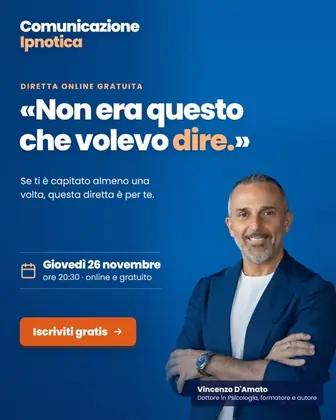 Comunicazione
Ipnotica
DIRETTA ONLINE GRATUITA
«Non era questo
che volevo dire.»
Se ti è capitato almeno una
volta, questa diretta è per te.
Giovedì 26 novembre
ore 20:30 · online e gratuito
Iscriviti gratis →
Vincenzo D'Amato
Dottore in Psicologia, formatore e autore